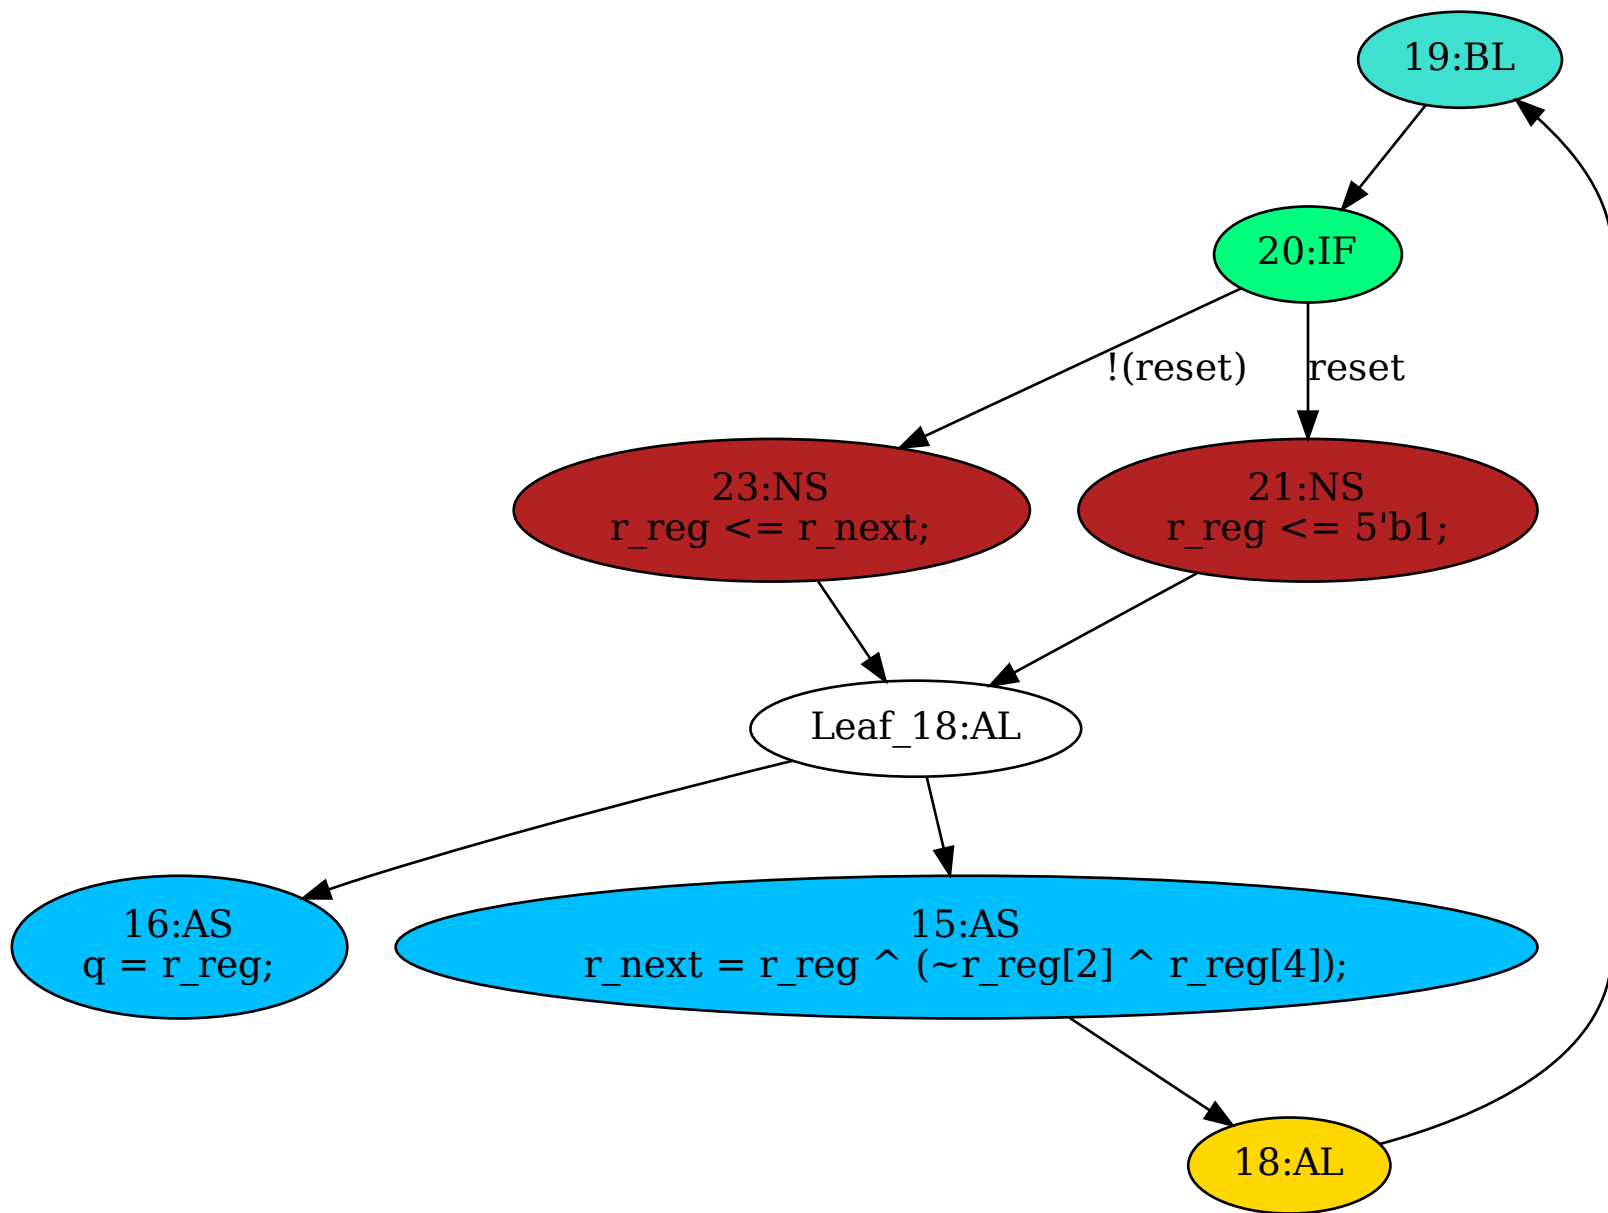 19:BL
20:IF
!(reset)
reset
23:NS
r_reg <= r_next;
21:NS
r_reg <= 5'b1;
Leaf_18:AL
16:AS
q = r_reg;
15:AS
r_next = r_reg ^ (~r_reg[2] ^ r_reg[4]);
18:AL